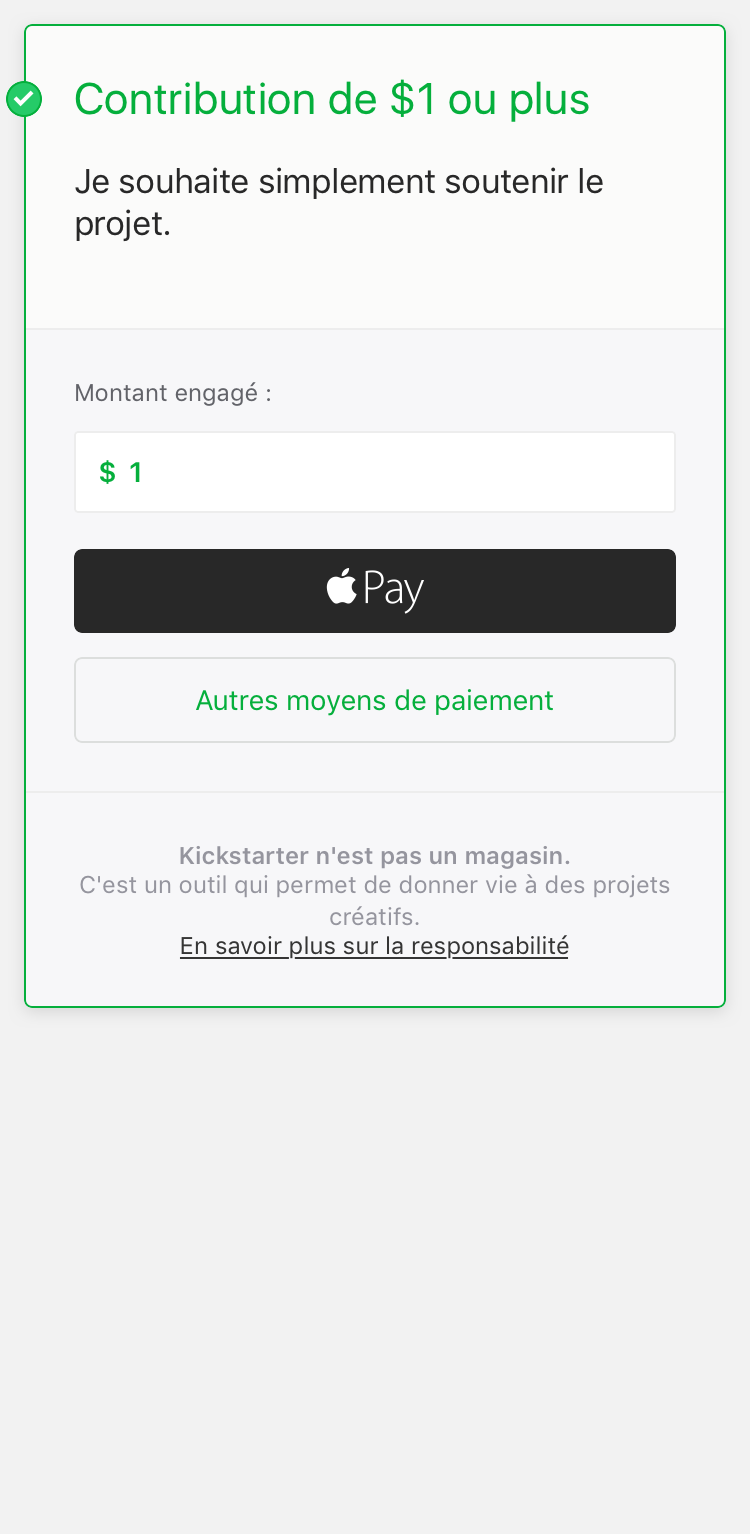 Contribution de $1 ou plus
Je souhaite simplement soutenir le
projet.
Montant engagé :
$ 1
Pay
Autres moyens de paiement
Kickstarter n'est pas un magasin.
C'est un outil qui permet de donner vie à des projets
créatifs.
En savoir plus sur la responsabilité